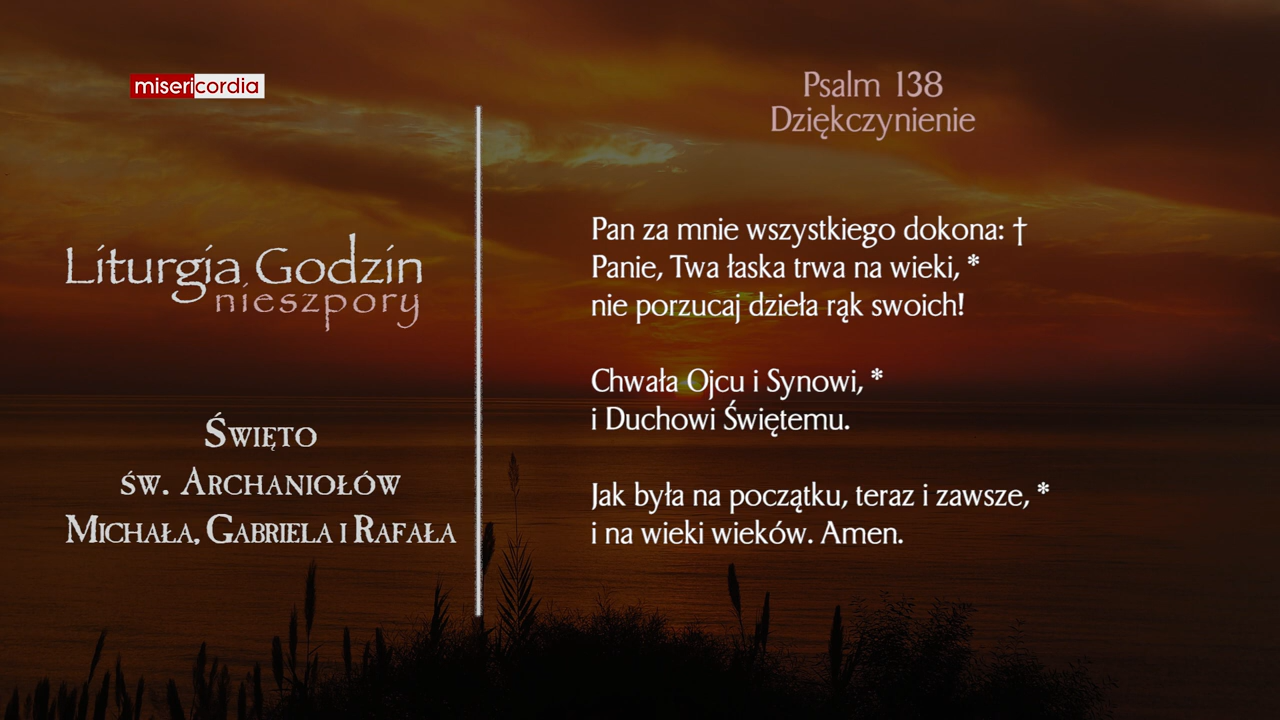 misericordia
Liturgia Godzin
nieszpory
Święto
św. Archaniołów
Michała, Gabriela i Rafała
Psalm 138
Dziękczynienie
Pan za mnie wszystkiego dokona: †
Panie, Twa łaska trwa na wieki, *
nie porzucaj dzieła rąk swoich!
Chwała Ojcu i Synowi, *
i Duchowi Świętemu.
Jak była na początku, teraz i zawsze, *
i na wieki wieków. Amen.